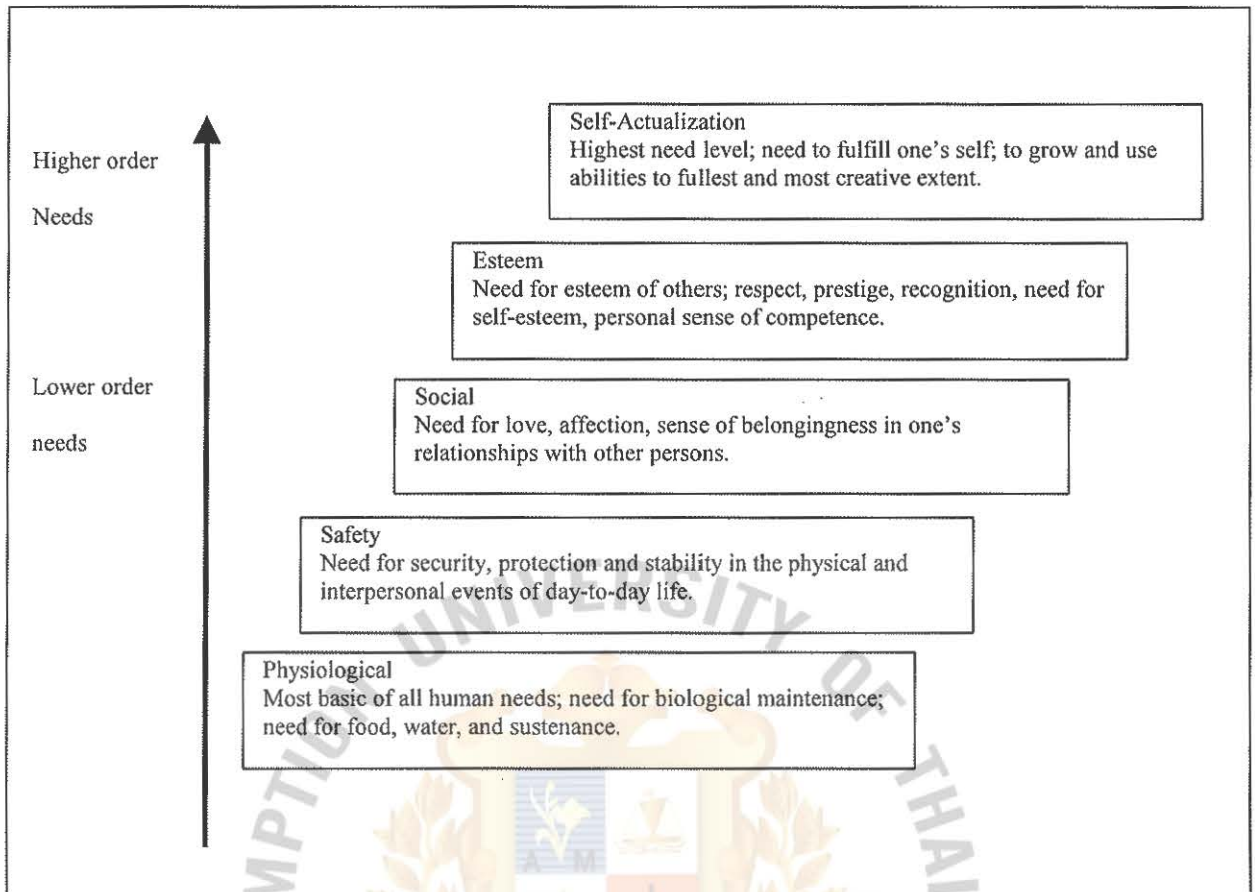 Self-Actualization
Highest need level; need to fulfill one's self; to grow and use
abilities to fullest and most creative extent.
Higher order
Needs
Esteem
Need for esteem of others; respect, prestige, recognition, need for
self-esteem, personal sense of competence.
Lower order
needs
Social
Need for love, affection, sense of belongingness in one's
relationships with other persons.
Safety
Need for security, protection and stability in the physical and
interpersonal events of day-to-day life.
Physiological
Most basic of all human needs; need for biological maintenance;
need for food, water, and sustenance.
UNIVERSITY OF
A M